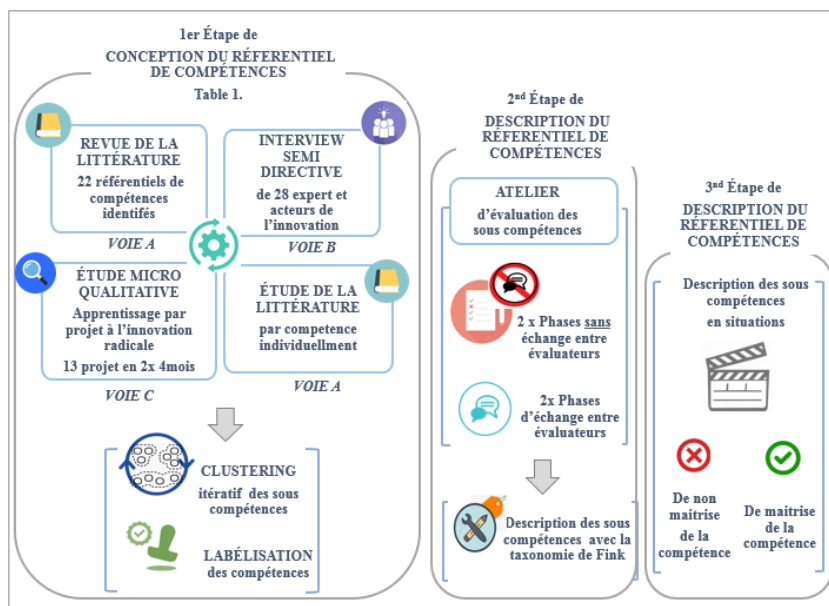 1er Étape de
CONCEPTION DU RÉFERENTIEL
DE COMPÉTENCES
Table 1.
REVUE DE LA
LITTÉRATURE
22 référentiels de
compétences
identifiés
VOIE A
INTERVIEW
SEMI
DIRECTIVE
de 28 expert et
acteurs de
l'innovation
VOIE B
ÉTUDE MICRO
QUALITATIVE
Apprentissage par
projet à l'innovation
radicale
13 projet en 2x 4mois
VOIE C
ÉTUDE DE LA
LITTÉRATURE
par competence
individuellment
VOIE A
CLUSTERING
itératif des sous
compétences
LABÉLISATION
des compétences
2nd Étape de
DESCRIPTION DU
RÉFERENTIEL DE
COMPÉTENCES
ATELIER
d'évaluation des
sous compétences
2 x Phases sans
échange entre
évaluateurs
2x Phases
d'échange entre
évaluateurs
Description des sous
compétences avec la
taxonomie de Fink
3nd Étape de
DESCRIPTION DU
RÉFERENTIEL DE
COMPÉTENCES
Description des sous
compétences
en situations
De non
maitrise
de la
compétence
De maitrise
de la
compétence